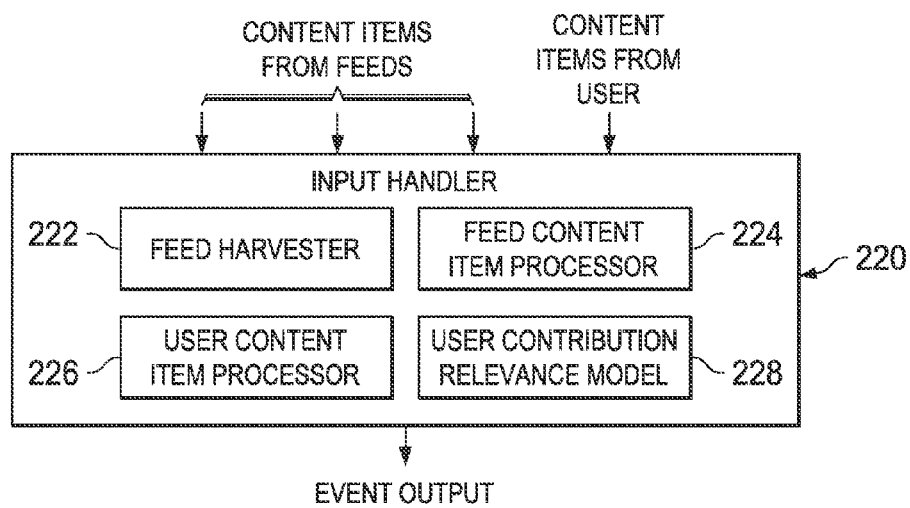 CONTENT ITEMS
FROM FEEDS
CONTENT
ITEMS FROM
USER
INPUT HANDLER
222
FEED HARVESTER
FEED CONTENT
ITEM PROCESSOR
224
220
226
USER CONTENT
ITEM PROCESSOR
USER CONTRIBUTION
RELEVANCE MODEL
228
EVENT OUTPUT